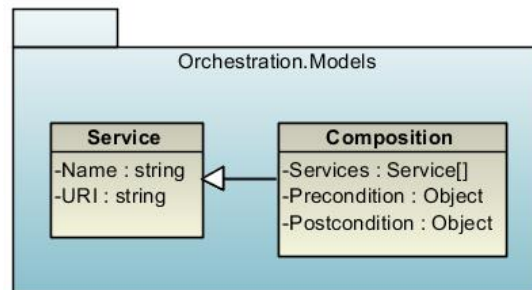 Orchestration.Models
Service
-Name : string
-URI : string
Composition
-Services : Service[]
-Precondition : Object
-Postcondition : Object